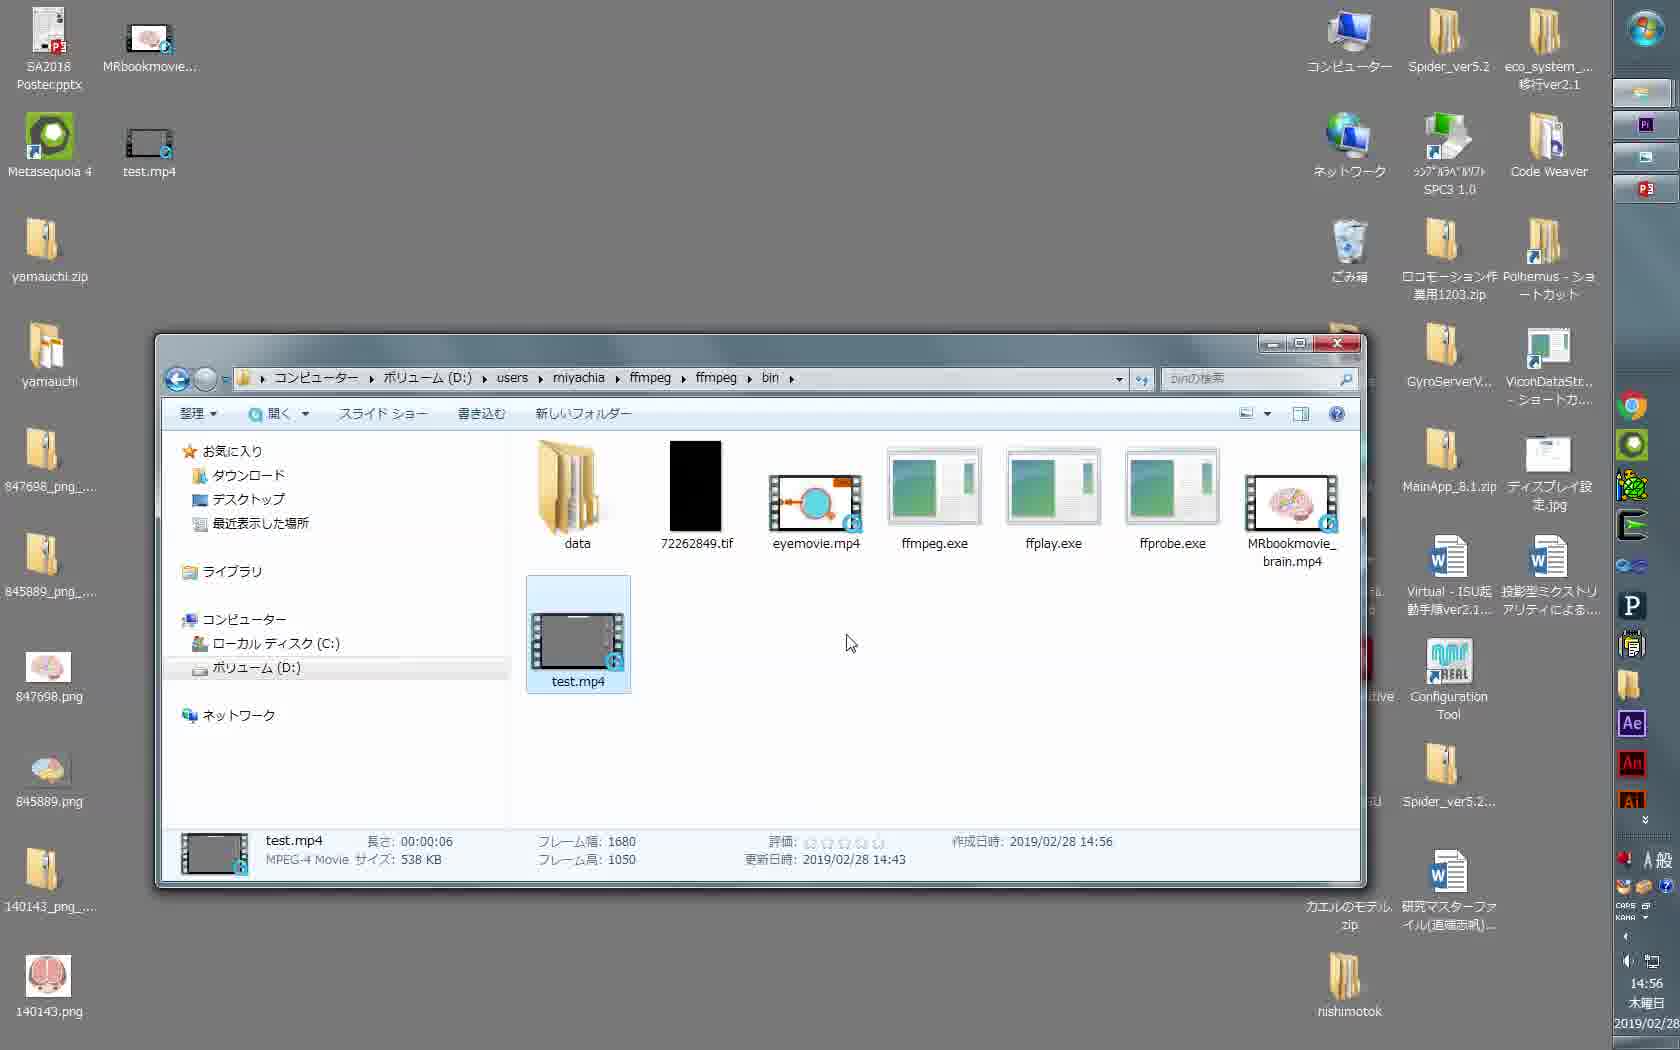 SA2018
Poster.pptx
MRbookmovie...
Metasequoia 4
test.mp4
yamauchi.zip
yamauchi
847698_png_....
845889_png_....
847698.png
845889.png
140143_png_....
140143.png
コンピューター
Spider_ver5.2
eco_system_...
移行ver2.1
ネットワーク
ｼﾝﾌﾟﾙﾗﾍﾞﾙｿﾌﾄ
SPC3 1.0
Code Weaver
ごみ箱
ロコモーション作
業用1203.zip
Polhemus - ショ
ートカット
GyroServerV...
ViconDataStr...
- ショートカ....
MainApp_8.1.zip
ディスプレイ設
定.jpg
Virtual - ISU起
動手順ver2.1...
投影型ミクストリ
アリティによる....
Configuration
Tool
Spider_ver5.2...
カエルのモデル.
zip
研究マスターファ
イル(道端志帆)...
nishimotok
コンピューター
ボリューム (D:)
users
miyachia
ffmpeg
ffmpeg
bin
binの検索
整理
開く
スライド ショー
書き込む
新しいフォルダー
お気に入り
ダウンロード
デスクトップ
最近表示した場所
ライブラリ
コンピューター
ローカル ディスク (C:)
ボリューム (D:)
ネットワーク
data
72262849.tif
eyemovie.mp4
ffmpeg.exe
ffplay.exe
ffprobe.exe
MRbookmovie_
brain.mp4
test.mp4
test.mp4
長さ: 00:00:06
フレーム幅: 1680
評価:
作成日時: 2019/02/28 14:56
MPEG-4 Movie
サイズ: 538 KB
フレーム高: 1050
更新日時: 2019/02/28 14:43
Ae
An
Ai
A 般
CAPS
KANA
14:56
木曜日
2019/02/28